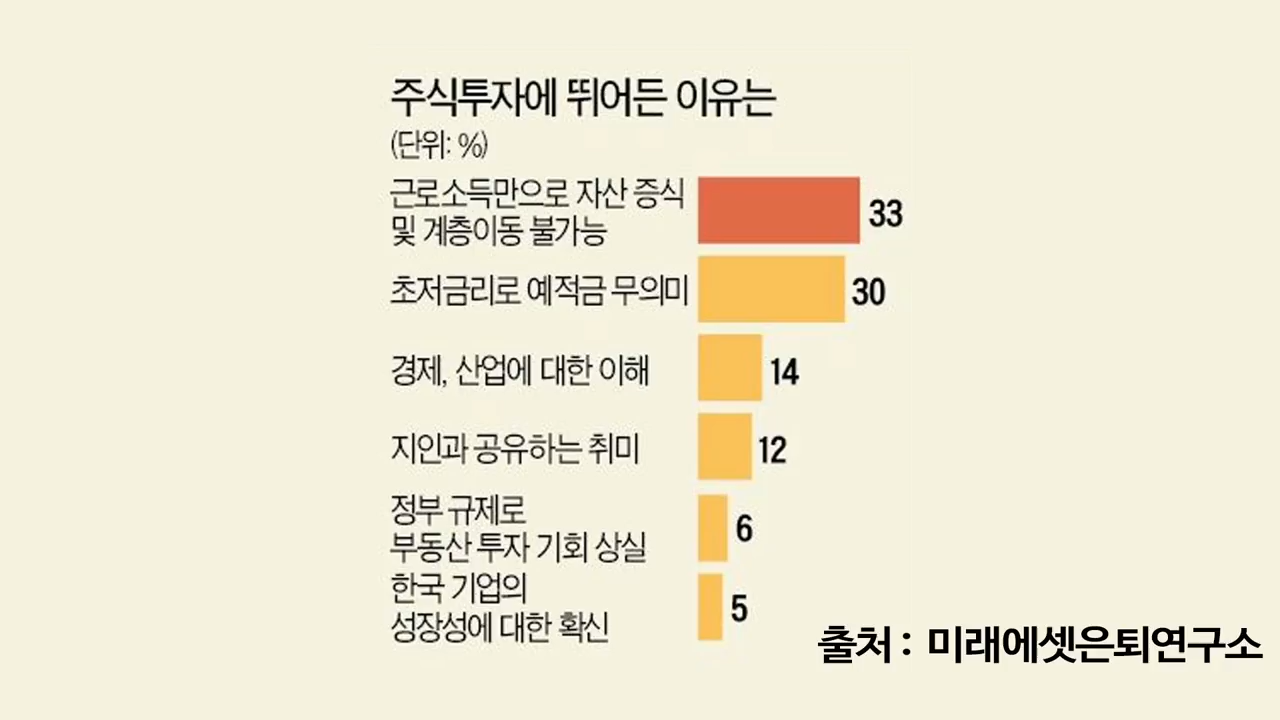 주식투자에 뛰어든 이유는
(단위: %)
근로소득만으로 자산 증식
및 계층이동 불가능
33
초저금리로 예적금 무의미
30
경제, 산업에 대한 이해
14
지인과 공유하는 취미
12
정부 규제로
부동산 투자 기회 상실
6
한국 기업의
성장성에 대한 확신
5
출처 : 미래에셋은퇴연구소